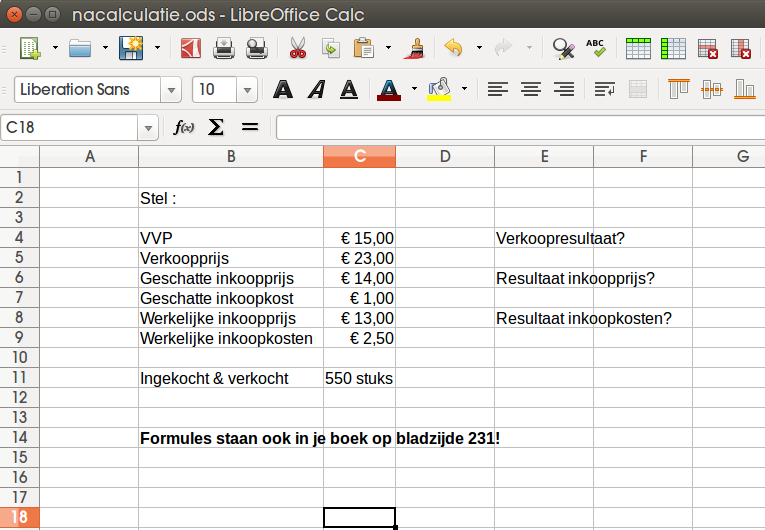 nacalculatie.ods - LibreOffice Calc
ABC
Liberation Sans 10 A A A A
C18 f(x) Σ =
A B C D E F G
1
2 Stel :
3
4 VVP € 15,00 Verkoopresultaat?
5 Verkoopprijs € 23,00
6 Geschatte inkoopprijs € 14,00 Resultaat inkoopprijs?
7 Geschatte inkoopkost € 1,00
8 Werkelijke inkoopprijs € 13,00 Resultaat inkoopkosten?
9 Werkelijke inkoopkosten € 2,50
10
11 Ingekocht & verkocht 550 stuks
12
13
14 Formules staan ook in je boek op bladzijde 231!
15
16
17
18